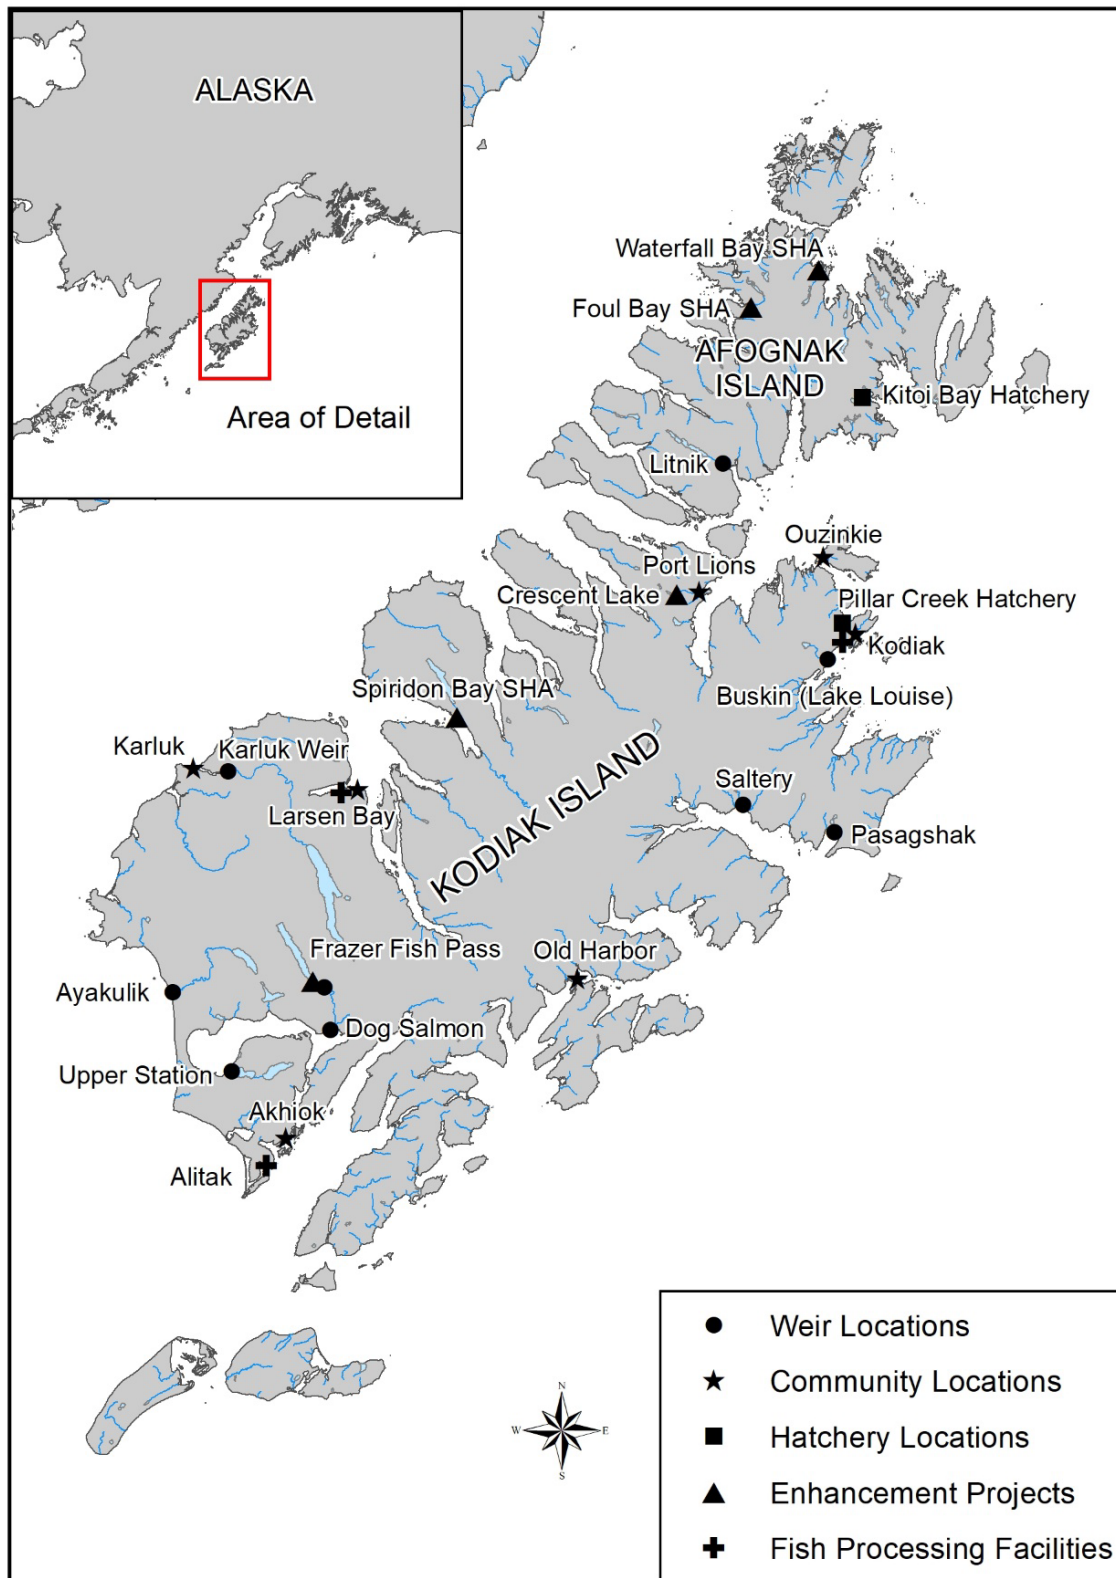 ALASKA
Area of Detail
Waterfall Bay SHA
Foul Bay SHA
AFOGNAK
ISLAND
Kitoi Bay Hatchery
Litnik
Ouzinkie
Port Lions
Crescent Lake
Pillar Creek Hatchery
Kodiak
Buskin (Lake Louise)
Spiridon Bay SHA
Karluk
Karluk Weir
Larsen Bay
KODIAK ISLAND
Saltery
Pasagshak
Frazer Fish Pass
Old Harbor
Ayakulik
Dog Salmon
Upper Station
Akhiok
Alitak
N
W
E
S
Weir Locations
Community Locations
Hatchery Locations
Enhancement Projects
Fish Processing Facilities